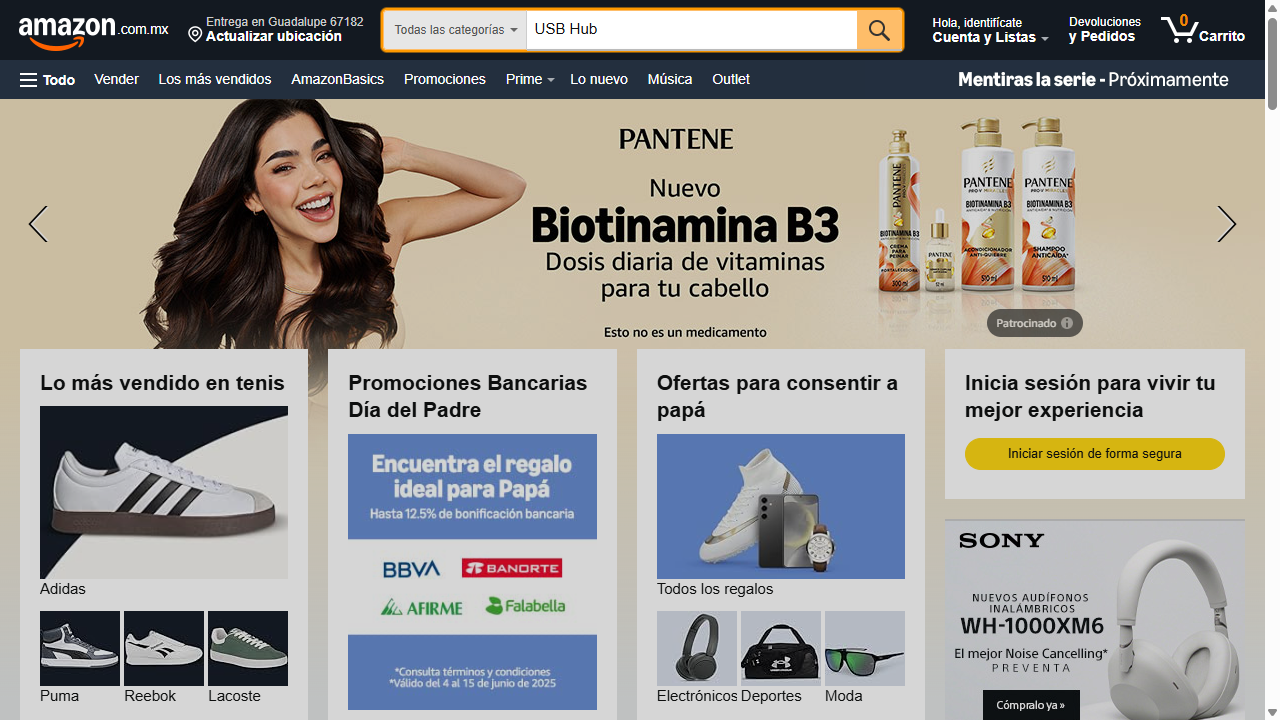 amazon.com.mx
Entrega en Guadalupe 67182
Actualizar ubicación
Todas las categorías
USB Hub
Hola, identifícate
Cuenta y Listas
Devoluciones
y Pedidos
0
Carrito
Todo
Vender
Los más vendidos
AmazonBasics
Promociones
Prime
Lo nuevo
Música
Outlet
Mentiras la serie - Próximamente
PANTENE
Nuevo
Biotinamina B3
Dosis diaria de vitaminas
para tu cabello
Esto no es un medicamento
PANTENE
BIOTINAMINA B3
CREMA
PARA
PEINAR
FORTALECEDORA
300 ml
PANTENE
PANTENE
PRO-V MIRACLES
BIOTINAMINA B3
ACONDICIONADOR
ANTI-QUIEBRE
510 ml
PANTENE
PRO-V MIRACLES
BIOTINAMINA B3
SHAMPOO
ANTICAÍDA*
510 ml
Patrocinado
Lo más vendido en tenis
Adidas
Puma
Reebok
Lacoste
Promociones Bancarias
Día del Padre
Encuentra el regalo
ideal para Papá
Hasta 12.5% de bonificación bancaria
BBVA
BANORTE
AFIRME
Falabella
*Consulta términos y condiciones
*Válido del 4 al 15 de junio de 2025
Ofertas para consentir a
papá
Todos los regalos
Electrónicos
Deportes
Moda
Inicia sesión para vivir tu
mejor experiencia
Iniciar sesión de forma segura
SONY
NUEVOS AUDÍFONOS
INALÁMBRICOS
WH-1000XM6
El mejor Noise Cancelling*
PREVENTA
Cómpralo ya »